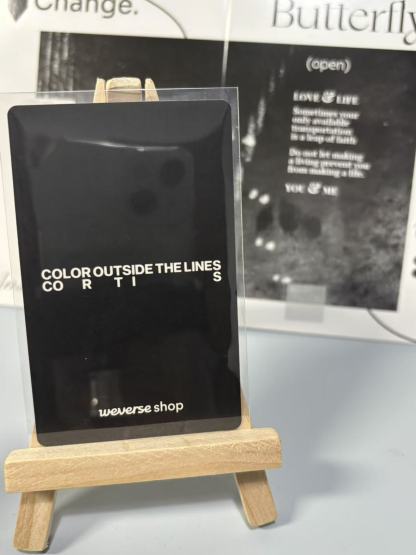 Change.
Butterfly
(open)
LOVE & LIFE
Sometimes your
only available
transportation
is a leap of faith
Do not let making
a living prevent you
from making a life.
YOU & ME
COLOR OUTSIDE THE LINES
CO R T I S
weverse shop